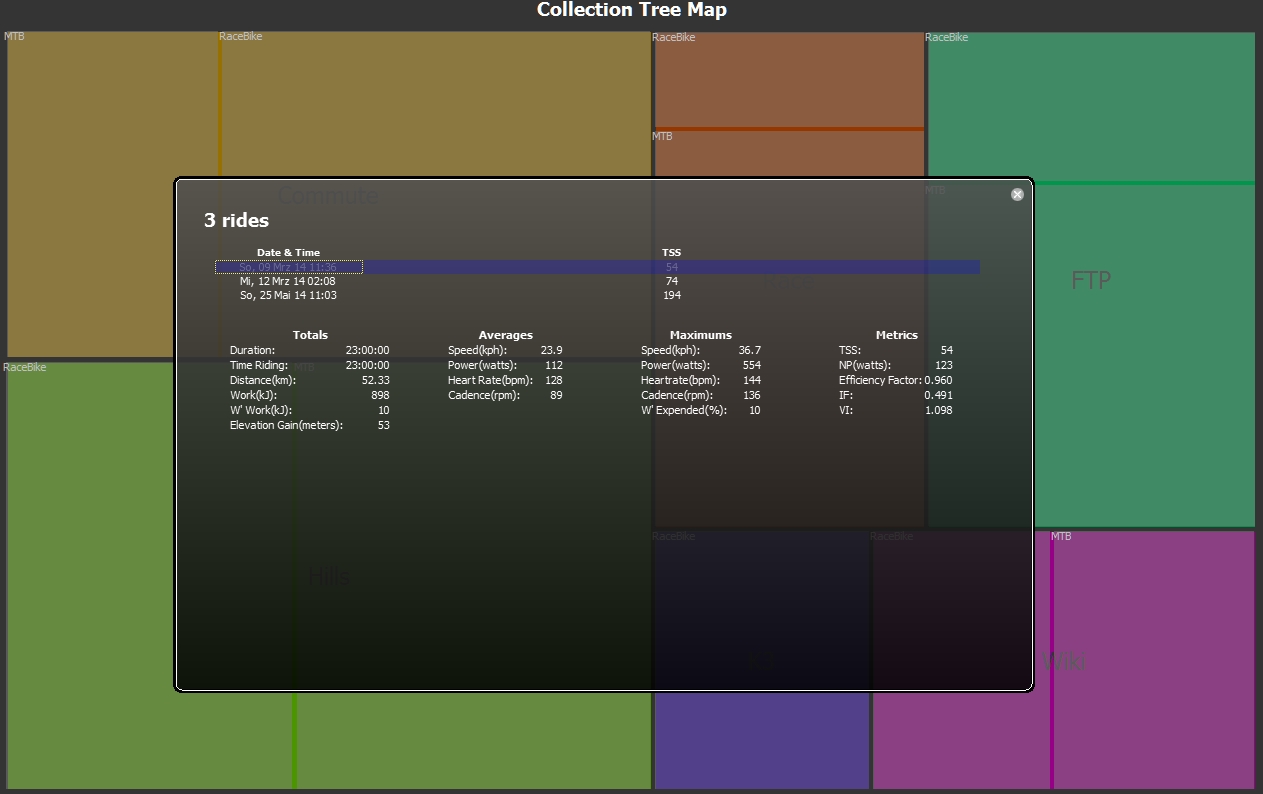 Collection Tree Map
MTB
RaceBike
RaceBike
RaceBike
MTB
MTB
Commute
3 rides
Date & Time TSS
So, 09 Mrz 14 11:36 54
Mi, 12 Mrz 14 02:08 74
So, 25 Mai 14 11:03 194
FTP
Totals Averages Maximums Metrics
Duration: 23:00:00 Speed(kph): 23.9 Speed(kph): 36.7 TSS: 54
Time Riding: 23:00:00 Power(watts): 112 Power(watts): 554 NP(watts): 123
Distance(km): 52.33 Heart Rate(bpm): 128 Heartrate(bpm): 144 Efficiency Factor: 0.960
Work(kJ): 898 Cadence(rpm): 89 Cadence(rpm): 136 IF: 0.491
W' Work(kJ): 10 W' Expended(%): 10 VI: 1.098
Elevation Gain(meters): 53
RaceBike
MTB
RaceBike
RaceBike
MTB
Hills
Wiki